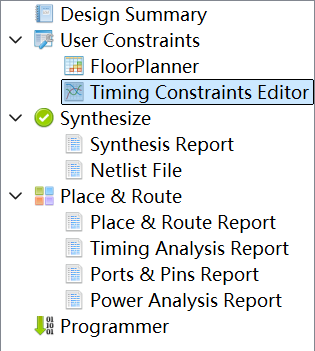 Design Summary
User Constraints
FloorPlanner
Timing Constraints Editor
Synthesize
Synthesis Report
Netlist File
Place & Route
Place & Route Report
Timing Analysis Report
Ports & Pins Report
Power Analysis Report
Programmer